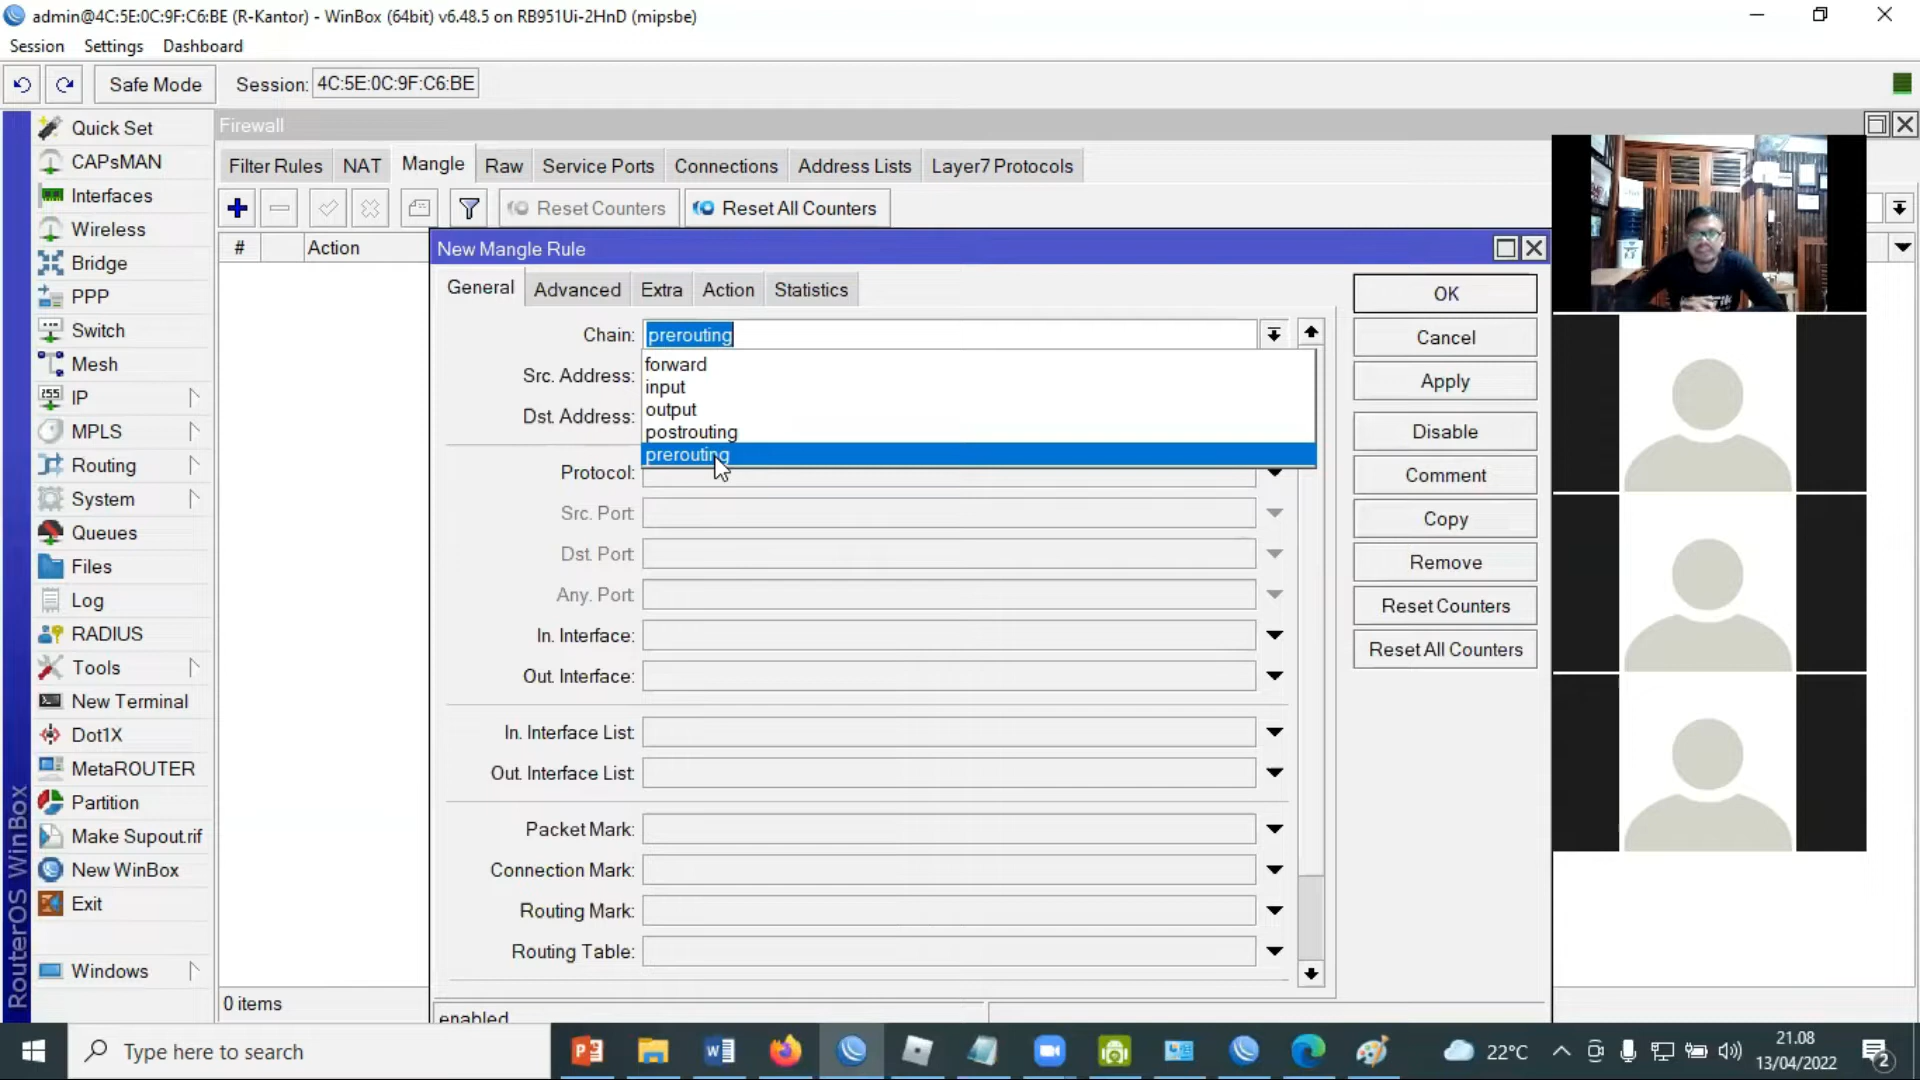 admin@4C:5E:0C:9F:C6:BE (R-Kantor) - WinBox (64bit) v6.48.5 on RB951Ui-2HnD (mipsbe)
Session Settings Dashboard
Safe Mode Session: 4C:5E:0C:9F:C6:BE
Quick Set
CAPsMAN
Interfaces
Wireless
Bridge
PPP
Switch
Mesh
IP
MPLS
Routing
System
Queues
Files
Log
RADIUS
Tools
New Terminal
Dot1X
MetaROUTER
Partition
Make Supout.rif
New WinBox
Exit
Windows
RouterOS WinBox
Firewall
Filter Rules NAT Mangle Raw Service Ports Connections Address Lists Layer7 Protocols
Reset Counters Reset All Counters
# Action
0 items
New Mangle Rule
General Advanced Extra Action Statistics
Chain: prerouting
forward
input
output
postrouting
prerouting
Src. Address:
Dst. Address:
Protocol:
Src. Port:
Dst. Port:
Any. Port:
In. Interface:
Out. Interface:
In. Interface List:
Out. Interface List:
Packet Mark:
Connection Mark:
Routing Mark:
Routing Table:
enabled
OK
Cancel
Apply
Disable
Comment
Copy
Remove
Reset Counters
Reset All Counters
Type here to search
22°C
21.08
13/04/2022
2